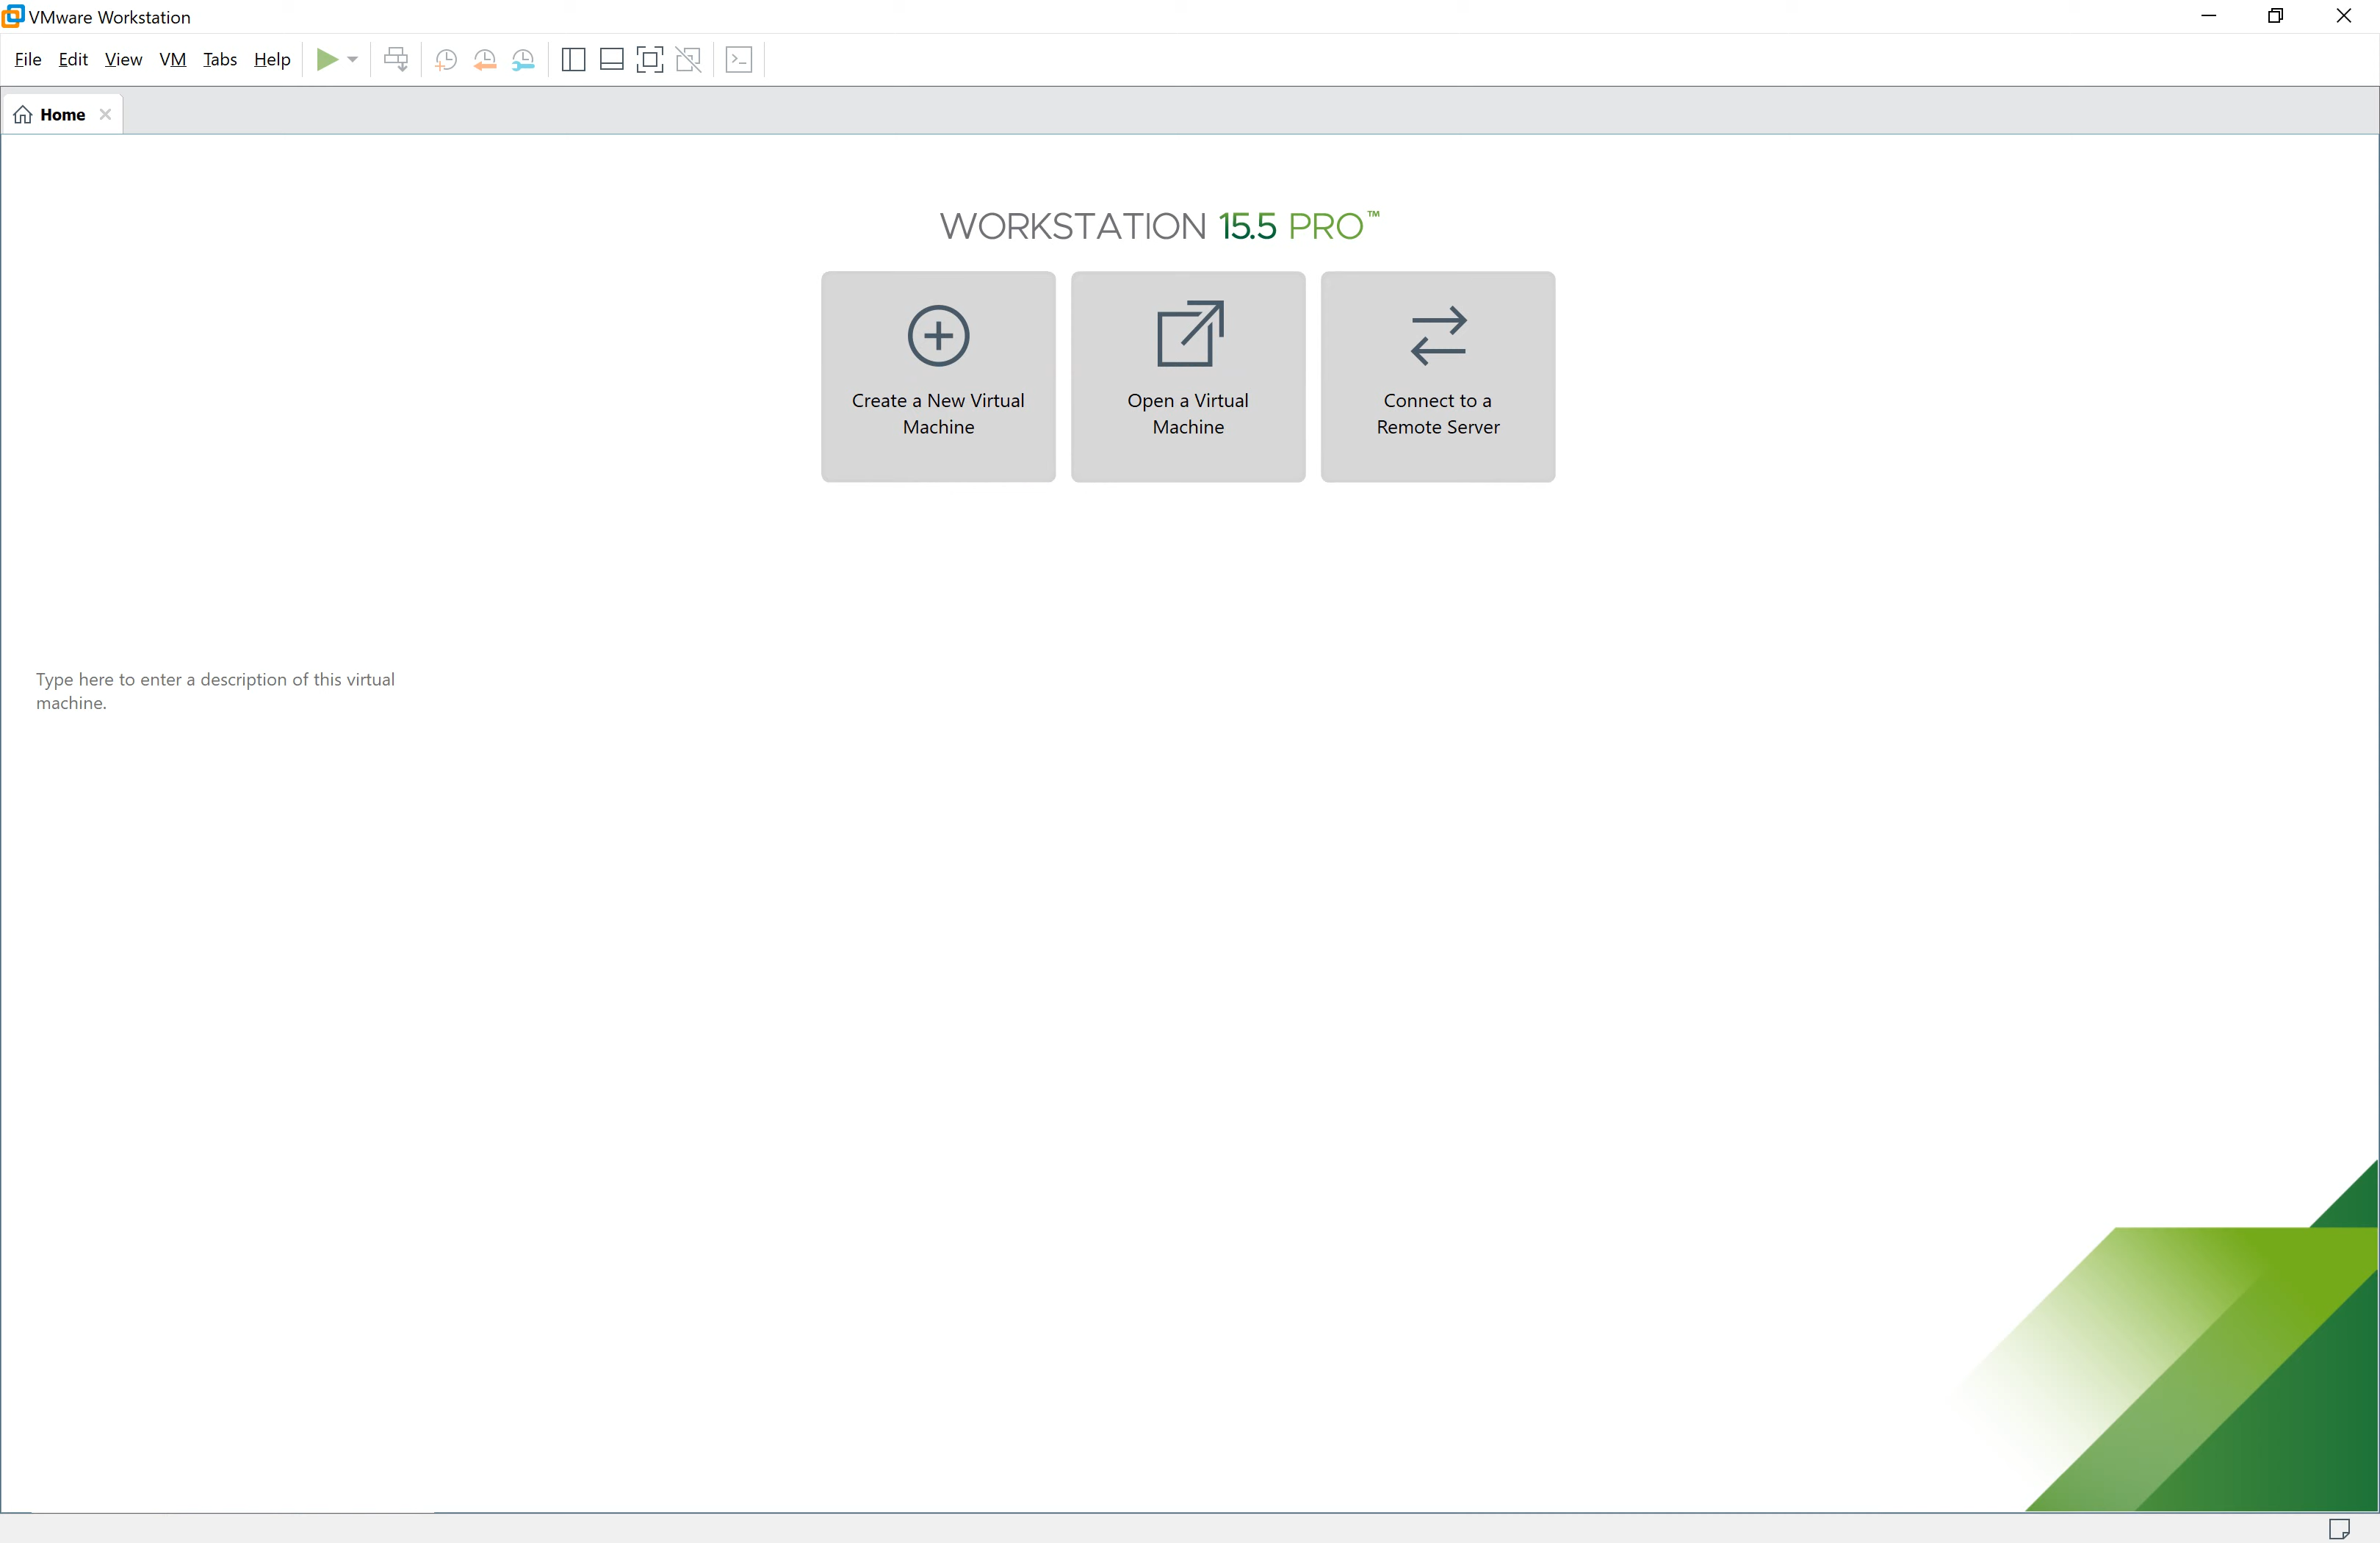 VMware Workstation
File Edit View VM Tabs Help
Home
WORKSTATION 15.5 PRO™
Create a New Virtual
Machine
Open a Virtual
Machine
Connect to a
Remote Server
Type here to enter a description of this virtual
machine.